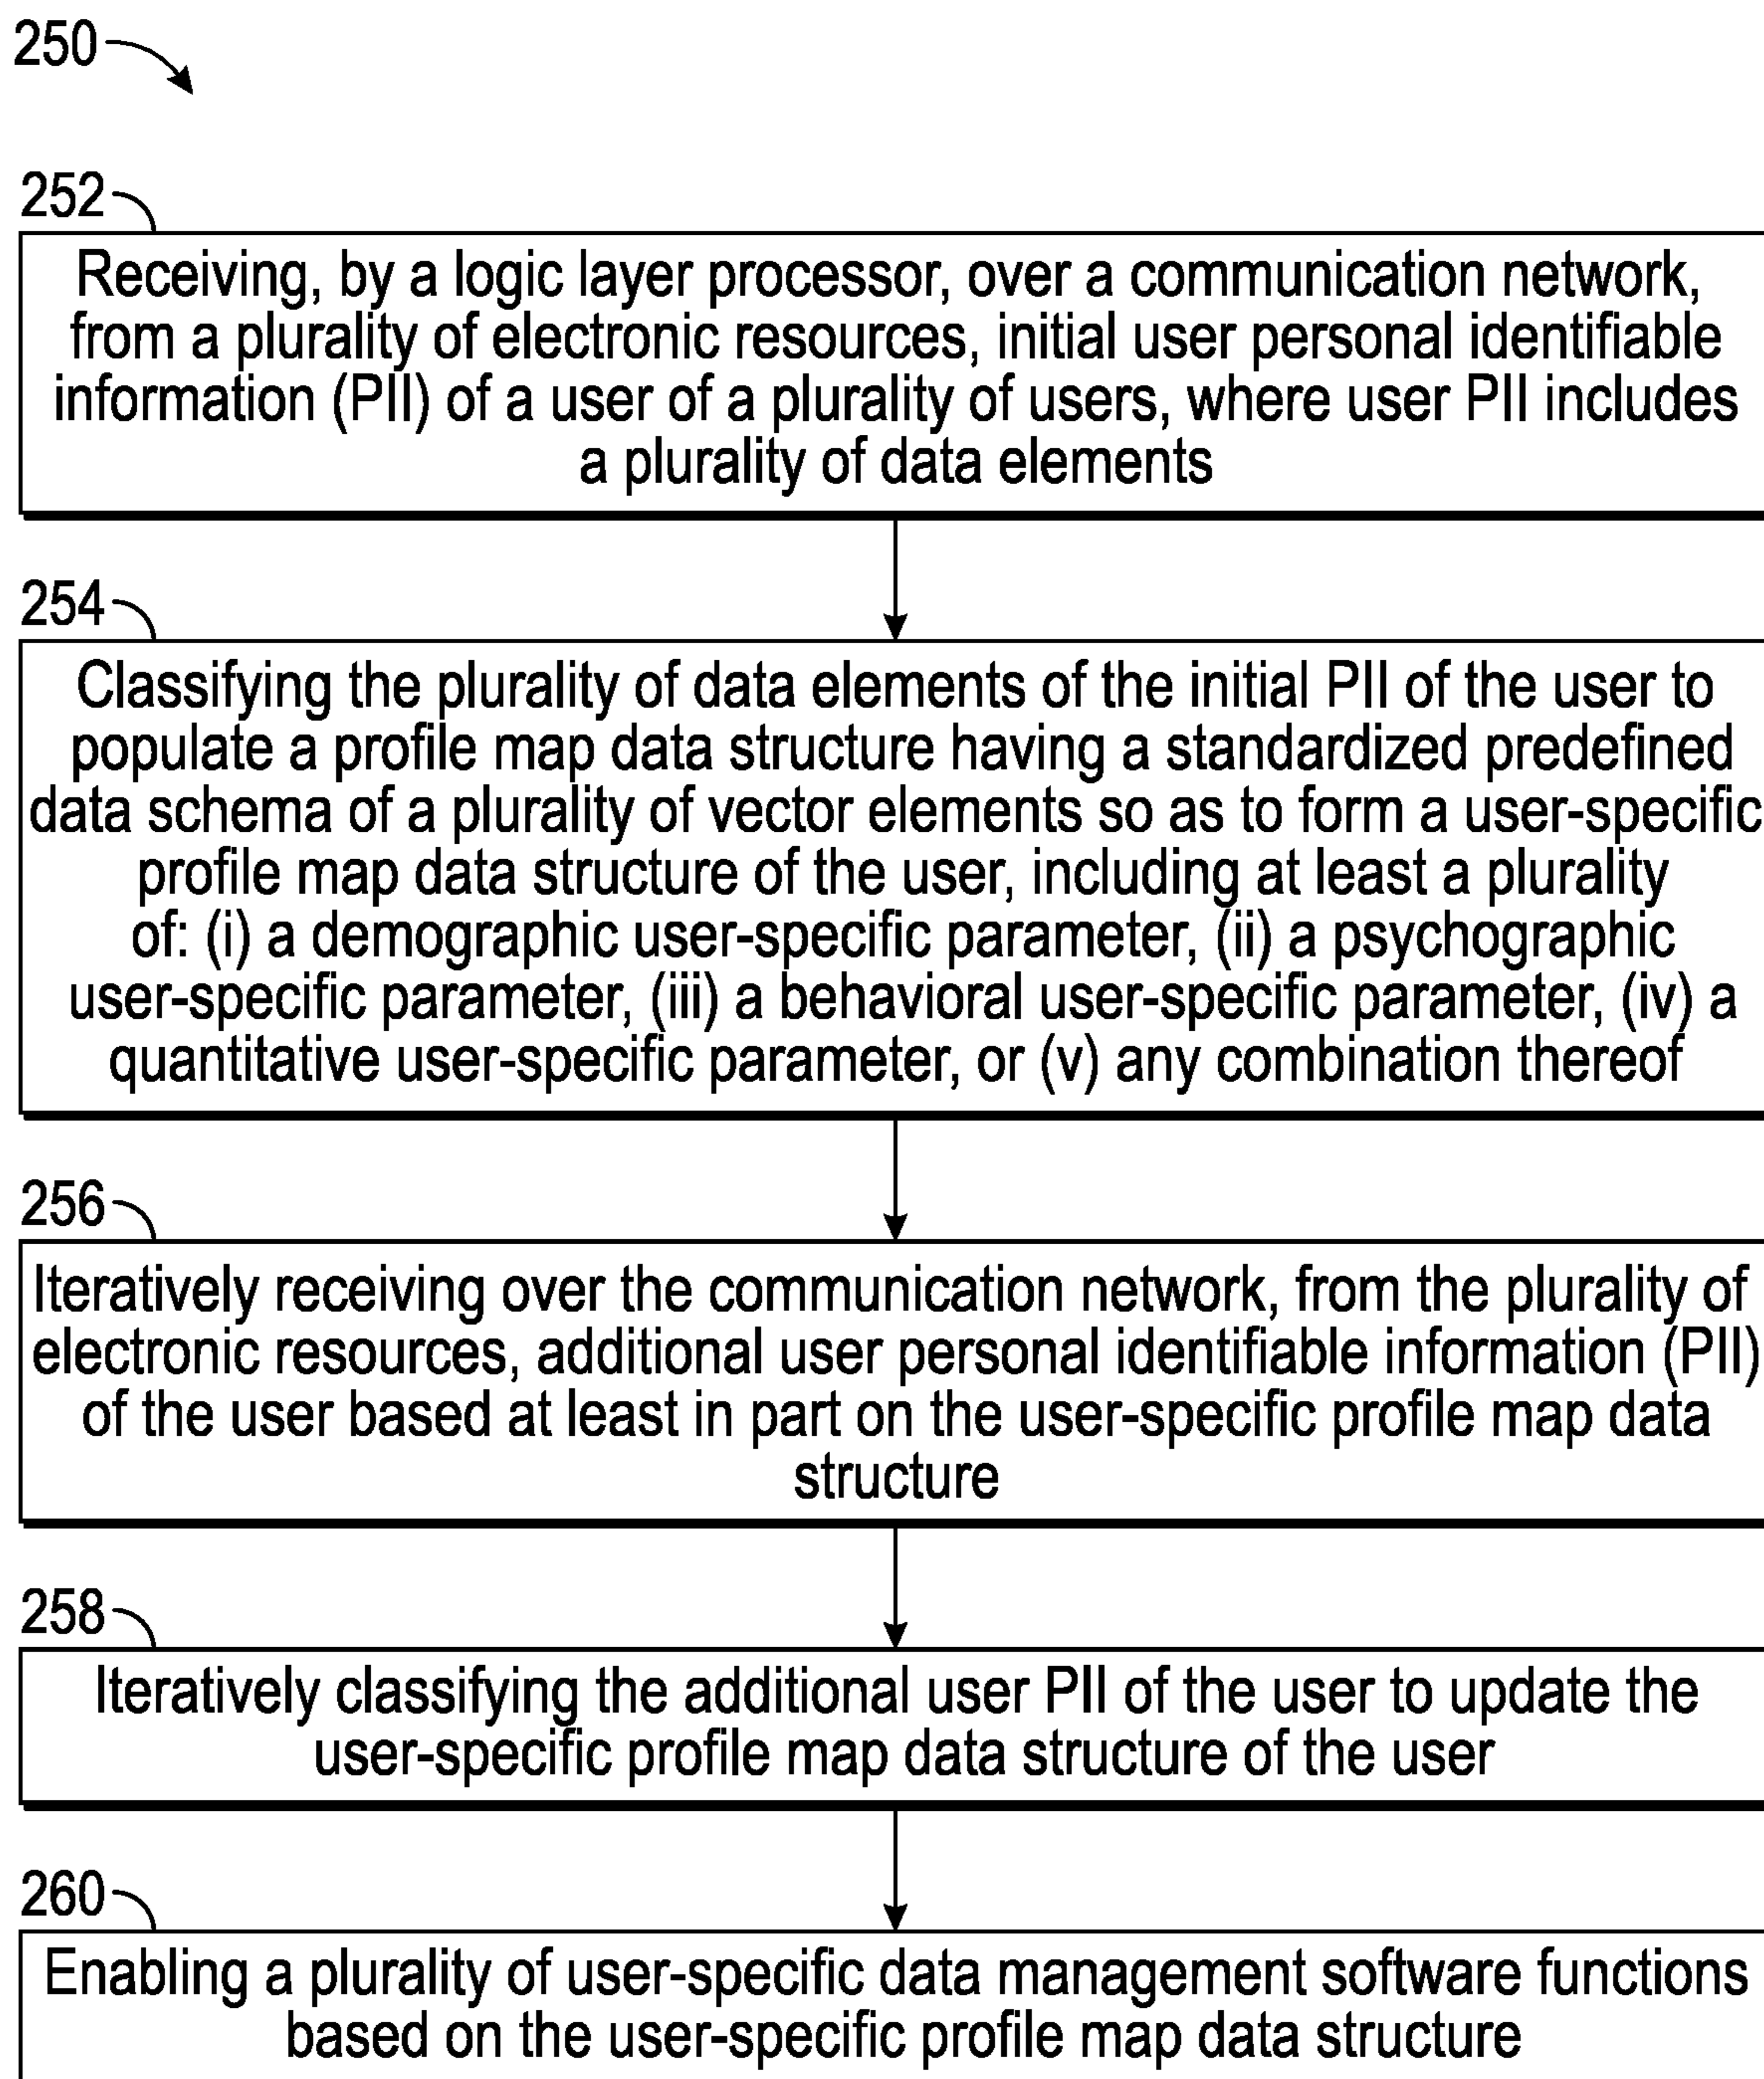 250
252
Receiving, by a logic layer processor, over a communication network,
from a plurality of electronic resources, initial user personal identifiable
information (PII) of a user of a plurality of users, where user PII includes
a plurality of data elements
254
Classifying the plurality of data elements of the initial PII of the user to
populate a profile map data structure having a standardized predefined
data schema of a plurality of vector elements so as to form a user-specific
profile map data structure of the user, including at least a plurality
of: (i) a demographic user-specific parameter, (ii) a psychographic
user-specific parameter, (iii) a behavioral user-specific parameter, (iv) a
quantitative user-specific parameter, or (v) any combination thereof
256
Iteratively receiving over the communication network, from the plurality of
electronic resources, additional user personal identifiable information (PII)
of the user based at least in part on the user-specific profile map data
structure
258
Iteratively classifying the additional user PII of the user to update the
user-specific profile map data structure of the user
260
Enabling a plurality of user-specific data management software functions
based on the user-specific profile map data structure